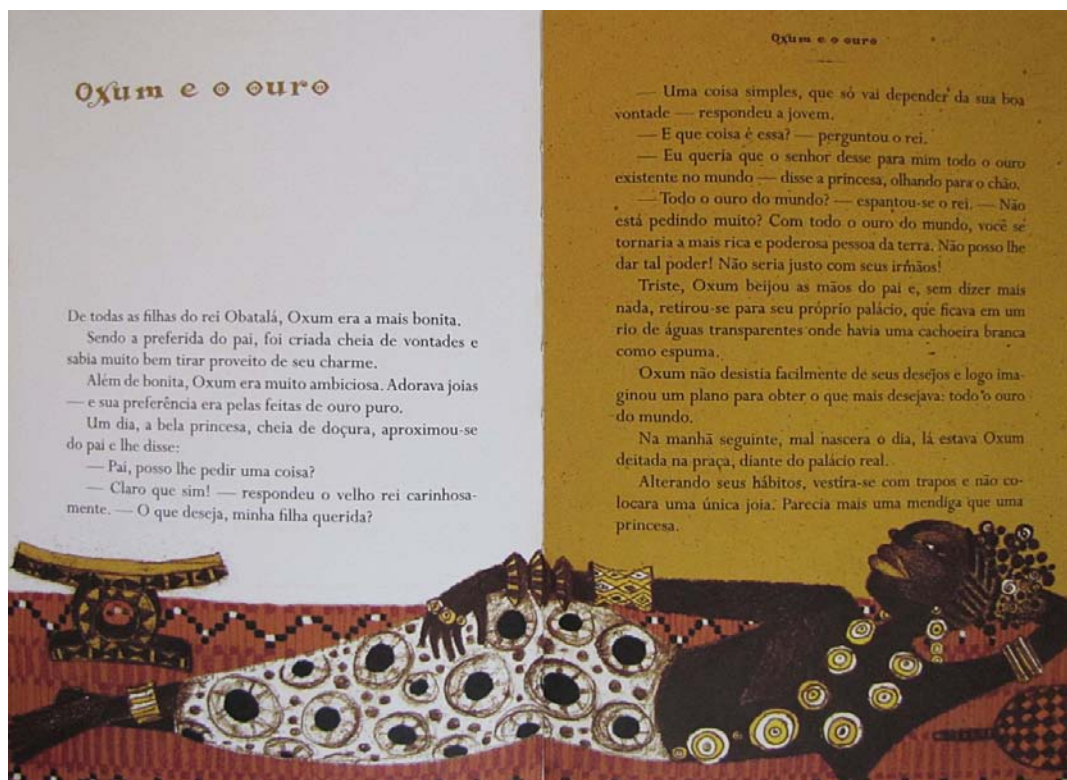 Oxum e o ouro
De todas as filhas do rei Obatalá, Oxum era a mais bonita.
Sendo a preferida do pai, foi criada cheia de vontades e
sabia muito bem tirar proveito de seu charme.
Além de bonita, Oxum era muito ambiciosa. Adorava joias
— e sua preferência era pelas feitas de ouro puro.
Um dia, a bela princesa, cheia de doçura, aproximou-se
do pai e lhe disse:
— Pai, posso lhe pedir uma coisa?
— Claro que sim! — respondeu o velho rei carinhosa-
mente. — O que deseja, minha filha querida?
Oxum e o ouro
— Uma coisa simples, que só vai depender da sua boa
vontade — respondeu a jovem.
— E que coisa é essa? — perguntou o rei.
— Eu queria que o senhor desse para mim todo o ouro
existente no mundo — disse a princesa, olhando para o chão.
— Todo o ouro do mundo? — espantou-se o rei. — Não
está pedindo muito? Com todo o ouro do mundo, você se
tornaria a mais rica e poderosa pessoa da terra. Não posso lhe
dar tal poder! Não seria justo com seus irmãos!
Triste, Oxum beijou as mãos do pai e, sem dizer mais
nada, retirou-se para seu próprio palácio, que ficava em um
rio de águas transparentes onde havia uma cachoeira branca
como espuma.
Oxum não desistia facilmente de seus desejos e logo ima-
ginou um plano para obter o que mais desejava: todo o ouro
do mundo.
Na manhã seguinte, mal nascera o dia, lá estava Oxum
deitada na praça, diante do palácio real.
Alterando seus hábitos, vestira-se com trapos e não co-
locara uma única joia. Parecia mais uma mendiga que uma
princesa.